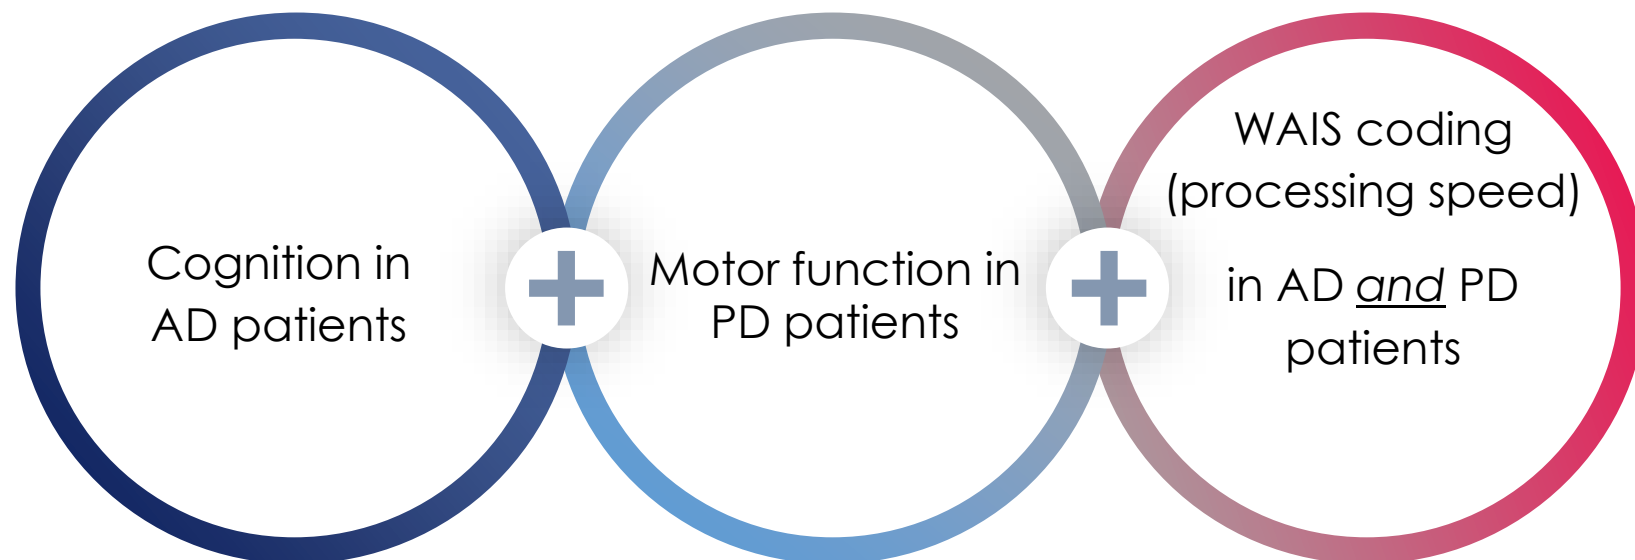 Cognition in
AD patients
Motor function in
PD patients
WAIS coding
(processing speed)
in AD and PD
patients